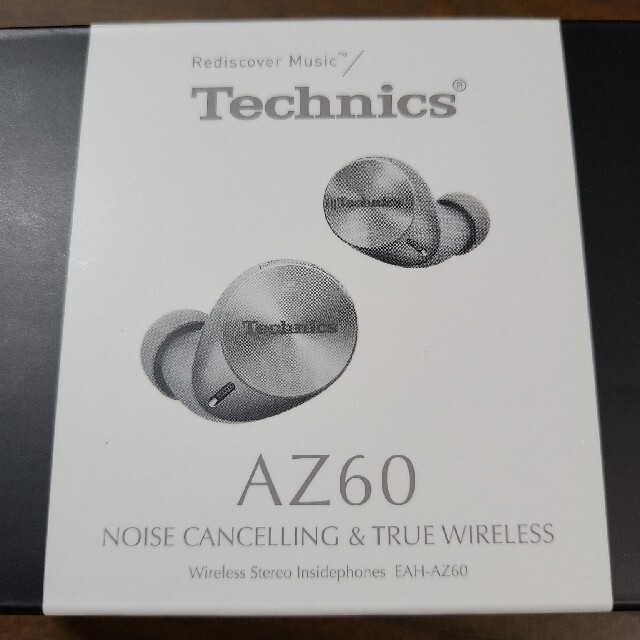 Rediscover Music™
Technics®
Technics
Technics
AZ60
NOISE CANCELLING & TRUE WIRELESS
Wireless Stereo Insidephones EAH-AZ60